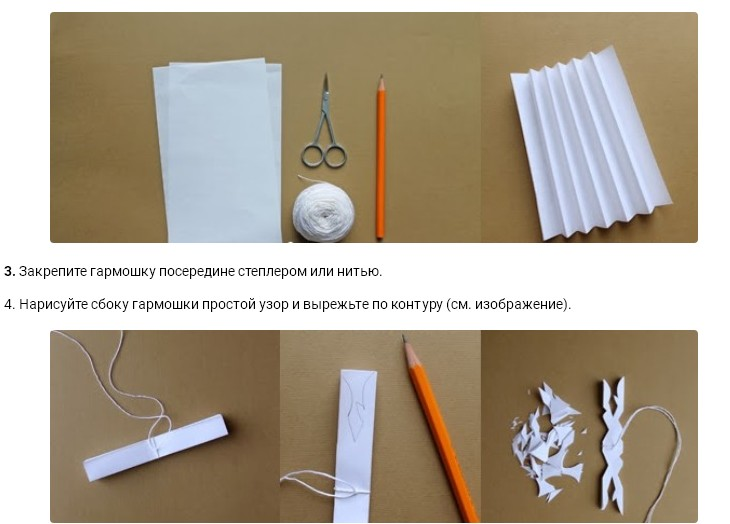 3. Закрепите гармошку посередине степлером или нитью.
4. Нарисуйте сбоку гармошки простой узор и вырежьте по контуру (см. изображение).